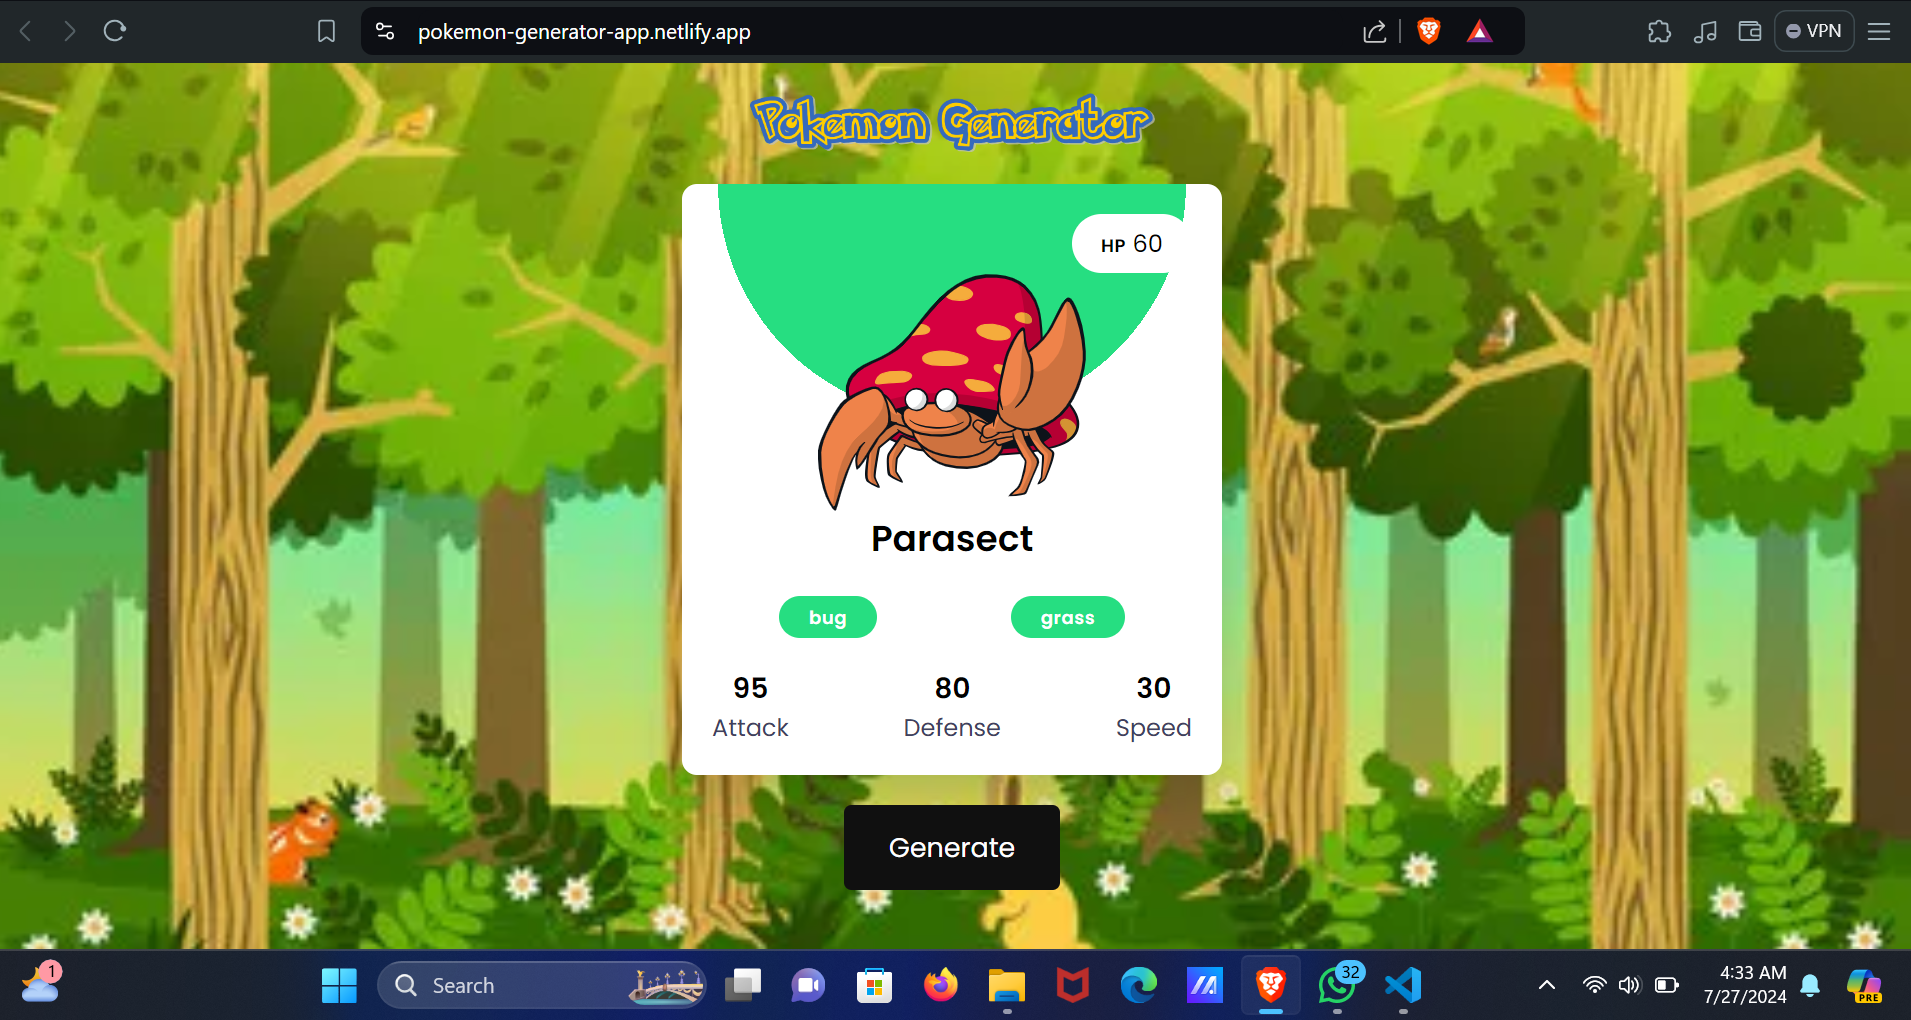 pokemon-generator-app.netlify.app
VPN
Pokemon Generator
HP 60
Parasect
bug grass
95 80 30
Attack Defense Speed
Generate
1
Search
32
4:33 AM
7/27/2024
PRE